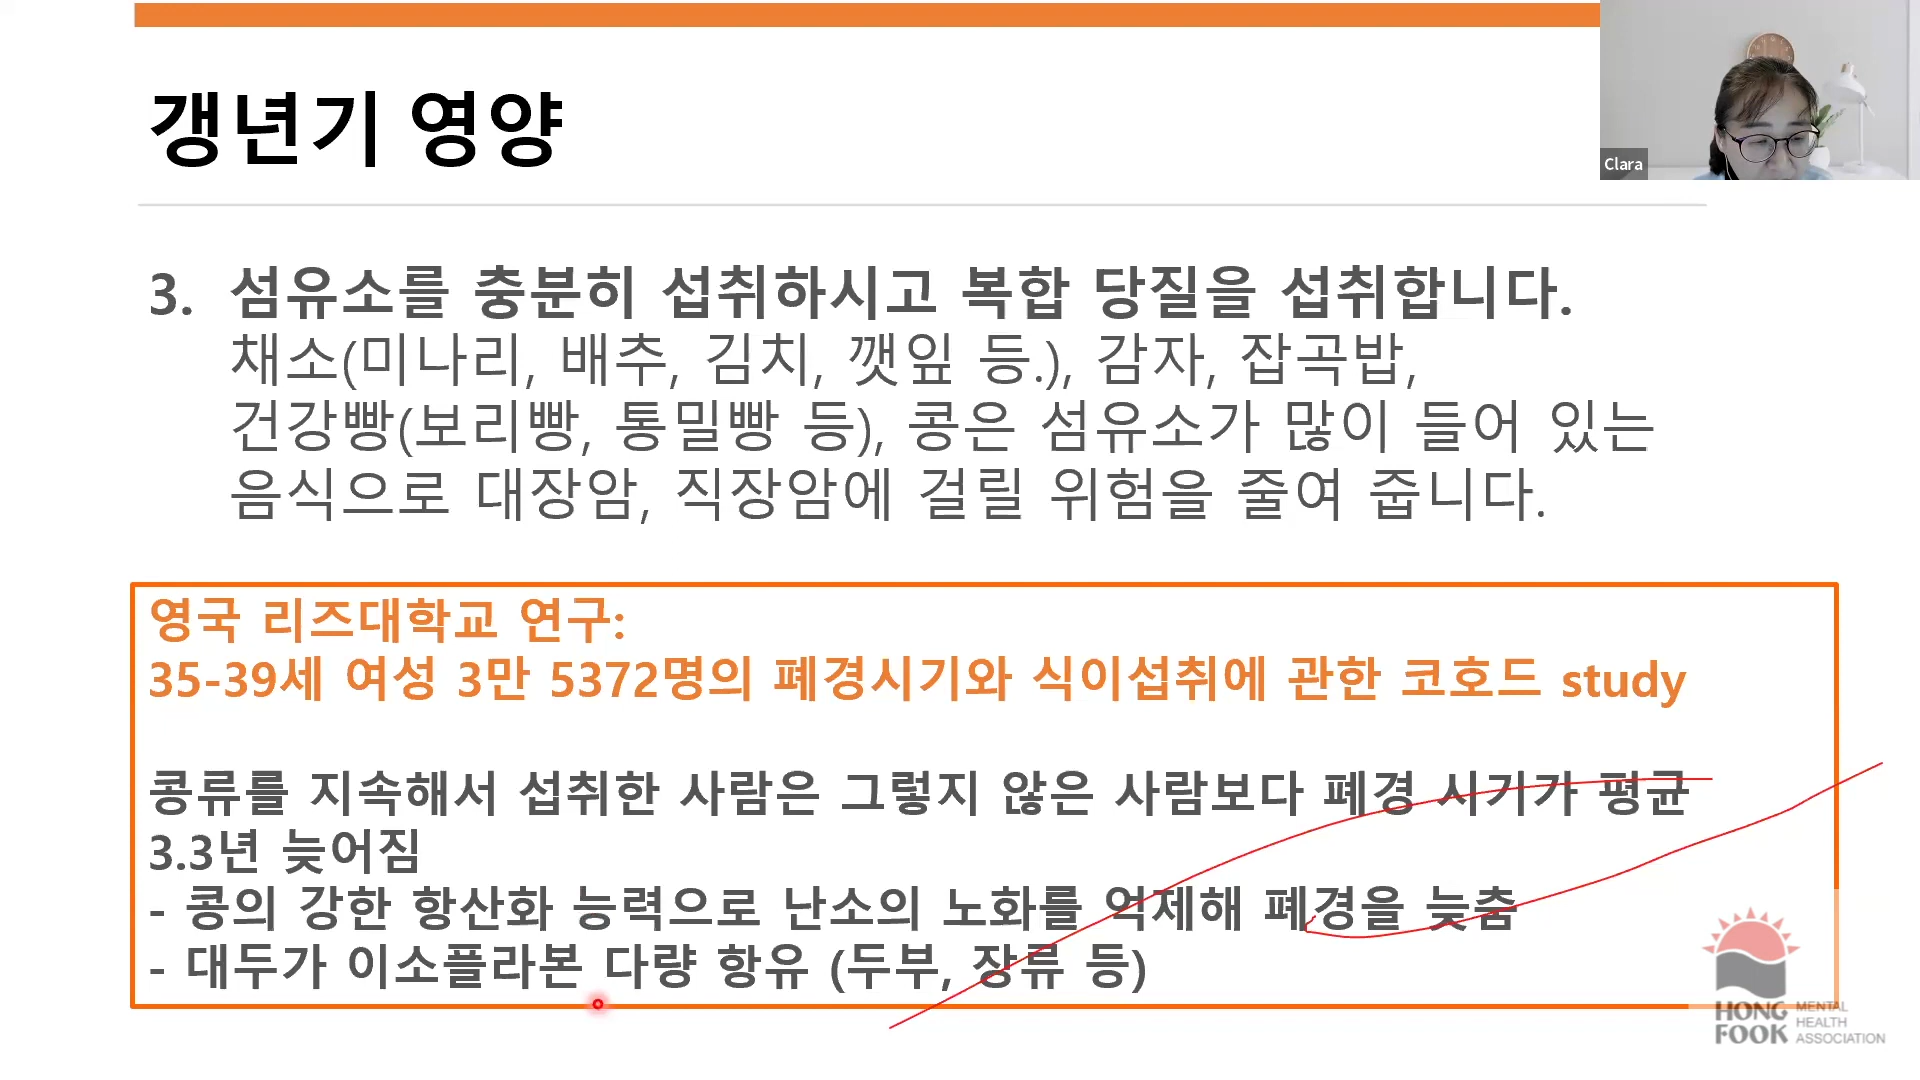 갱년기 영양
Clara
3. 섬유소를 충분히 섭취하시고 복합 당질을 섭취합니다.
채소(미나리, 배추, 김치, 깻잎 등.), 감자, 잡곡밥,
건강빵(보리빵, 통밀빵 등), 콩은 섬유소가 많이 들어 있는
음식으로 대장암, 직장암에 걸릴 위험을 줄여 줍니다.
영국 리즈대학교 연구:
35-39세 여성 3만 5372명의 폐경시기와 식이섭취에 관한 코호드 study
콩류를 지속해서 섭취한 사람은 그렇지 않은 사람보다 폐경 시기가 평균
3.3년 늦어짐
- 콩의 강한 항산화 능력으로 난소의 노화를 억제해 폐경을 늦춤
- 대두가 이소플라본 다량 항유 (두부, 장류 등)
HONG FOOK
MENTAL HEALTH ASSOCIATION